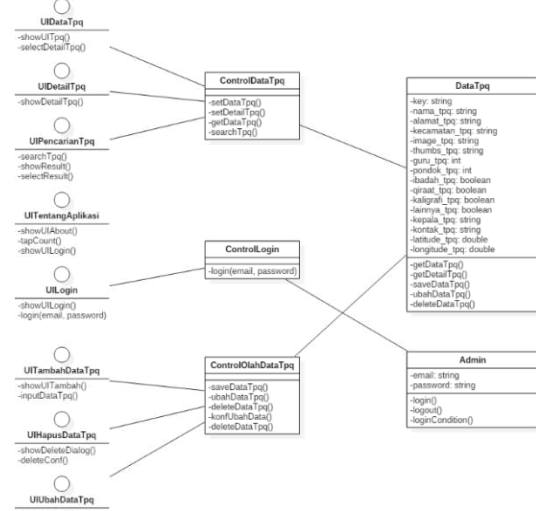 UIDataTpq
-showUITpq()
-selectDetailTpq()
UIDetailTpq
-showDetailTpq()
UIPencarianTpq
-searchTpq()
-showResult()
-selectResult()
UITentangAplikasi
-showUIAbout()
-tapCount()
-showUILogin()
UILogin
-showUILogin()
-login(email, password)
UITambahDataTpq
-showUITambah()
-inputDataTpq()
UIHapusDataTpq
-showDeleteDialog()
-deleteConf()
UIUbahDataTpq
ControlDataTpq
-setDataTpq()
-setDetailTpq()
-getDataTpq()
-searchTpq()
ControlLogin
-login(email, password)
ControlOlahDataTpq
-saveDataTpq()
-ubahDataTpq()
-deleteDataTpq()
-konfUbahData()
-deleteDataTpq()
DataTpq
-key: string
-nama_tpq: string
-alamat_tpq: string
-kecamatan_tpq: string
-image_tpq: string
-thumbs_tpq: string
-guru_tpq: int
-pondok_tpq: int
-ibadah_tpq: boolean
-qiraat_tpq: boolean
-kaligrafi_tpq: boolean
-lainnya_tpq: boolean
-kepala_tpq: string
-kontak_tpq: string
-latitude_tpq: double
-longitude_tpq: double
-getDataTpq()
-getDetailTpq()
-saveDataTpq()
-ubahDataTpq()
-deleteDataTpq()
Admin
-email: string
-password: string
-login()
-logout()
-loginCondition()